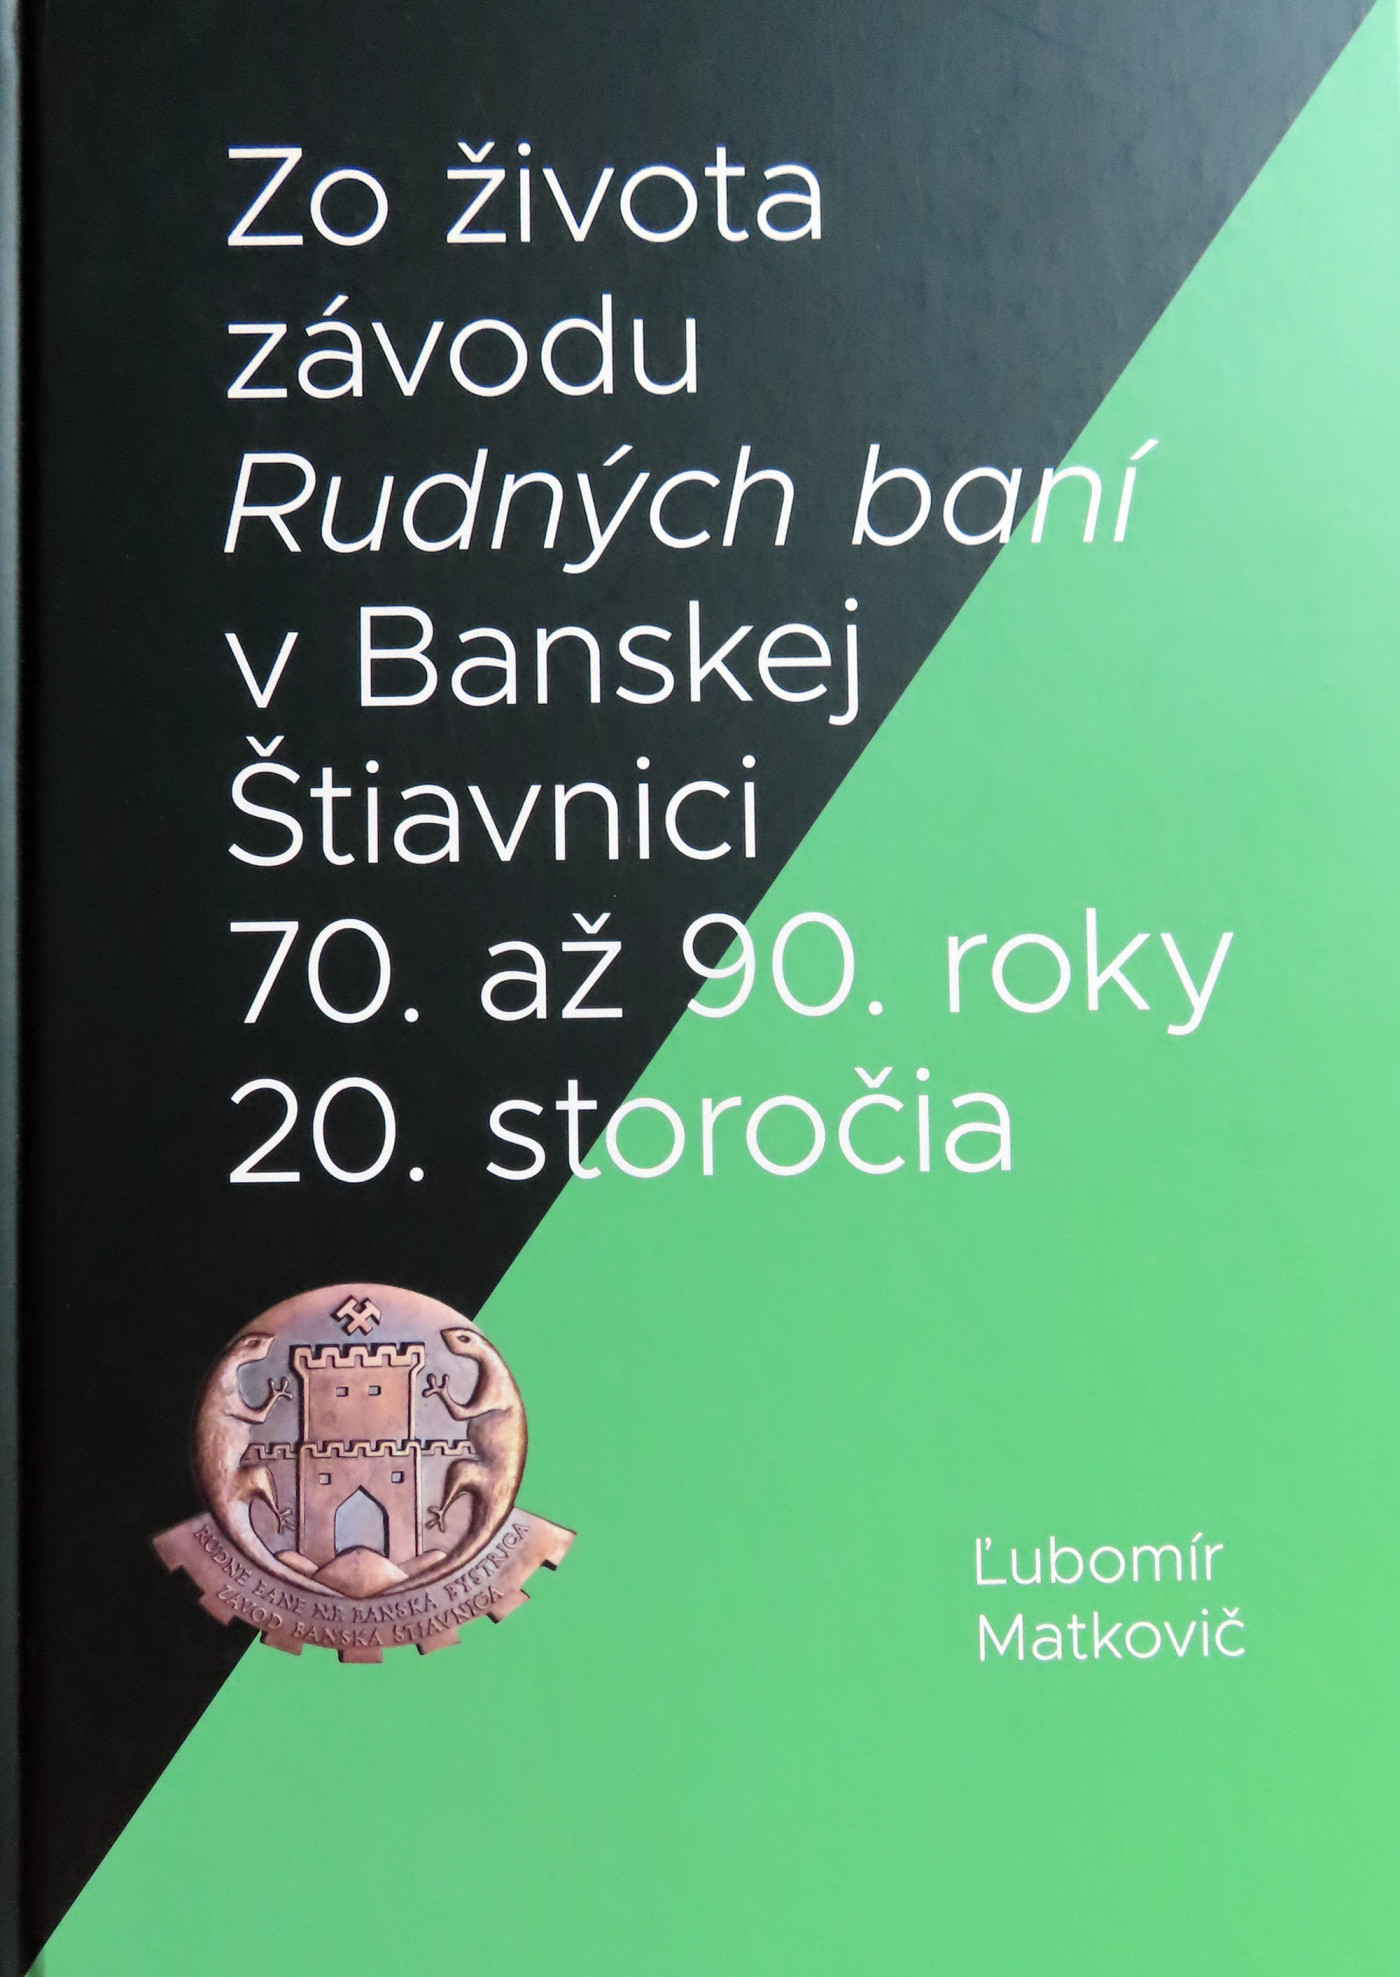 Zo života
závodu
Rudných baní
v Banskej
Štiavnici
70. až 90. roky
20. storočia
RUDNÉ BANE N.P. BANSKÁ BYSTRICA
ZÁVOD BANSKÁ ŠTIAVNICA
Ľubomír
Matkovič